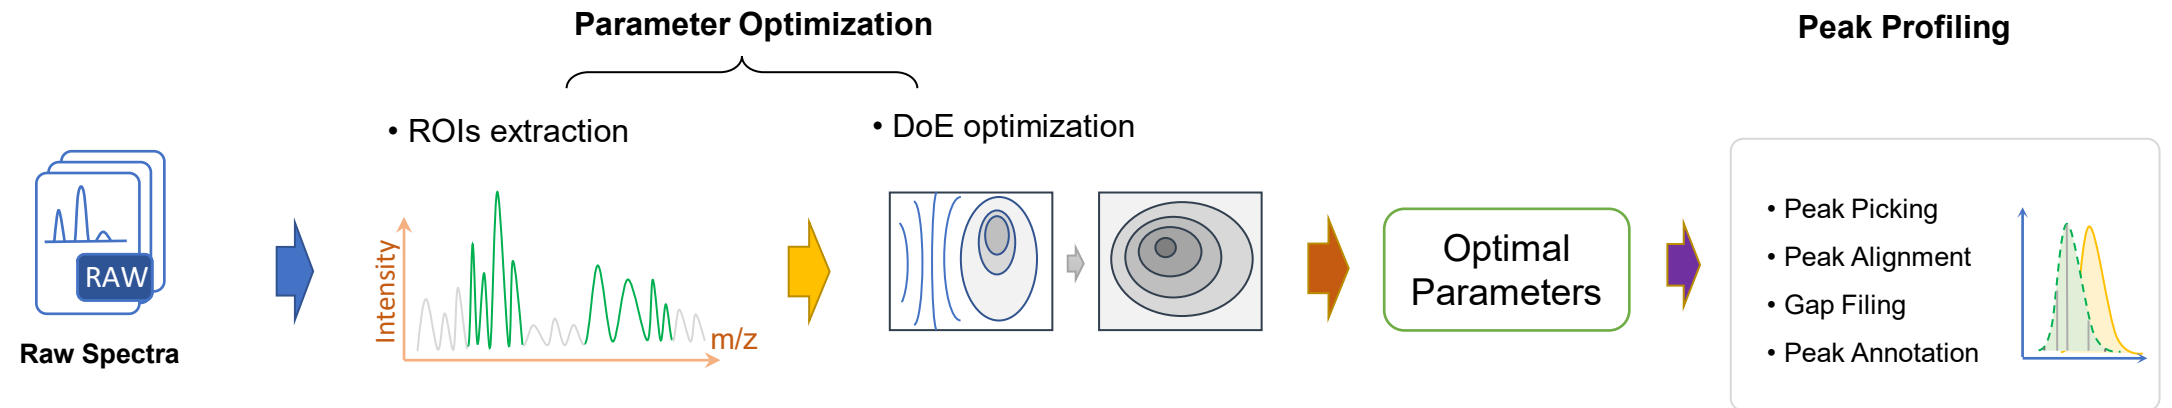 Parameter Optimization
Peak Profiling
• ROIs extraction
• DoE optimization
RAW
Raw Spectra
Intensity
m/z
Optimal
Parameters
• Peak Picking
• Peak Alignment
• Gap Filing
• Peak Annotation